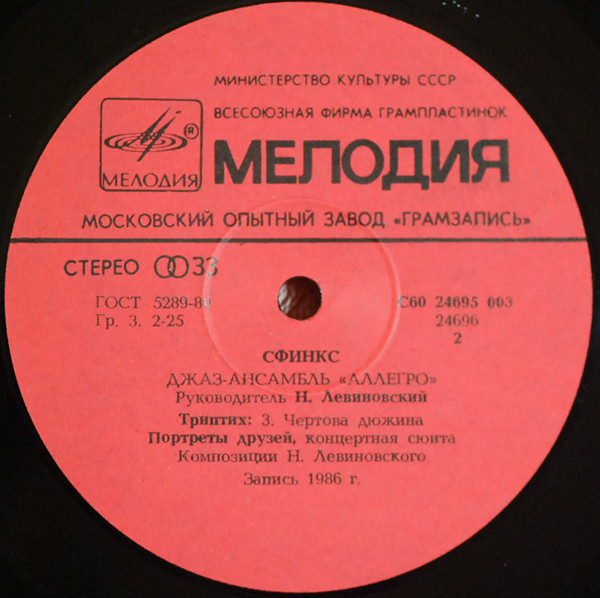 МИНИСТЕРСТВО КУЛЬТУРЫ СССР
ВСЕСОЮЗНАЯ ФИРМА ГРАМПЛАСТИНОК
МЕЛОДИЯ
МЕЛОДИЯ
МОСКОВСКИЙ ОПЫТНЫЙ ЗАВОД «ГРАМЗАПИСЬ»
СТЕРЕО 33
ГОСТ 5289-80 С60 24695 003
Гр. 3. 2-25 24696
2
СФИНКС
ДЖАЗ-АНСАМБЛЬ «АЛЛЕГРО»
Руководитель Н. Левиновский
Триптих: 3. Чертова дюжина
Портреты друзей, концертная сюита
Композиции Н. Левиновского
Запись 1986 г.